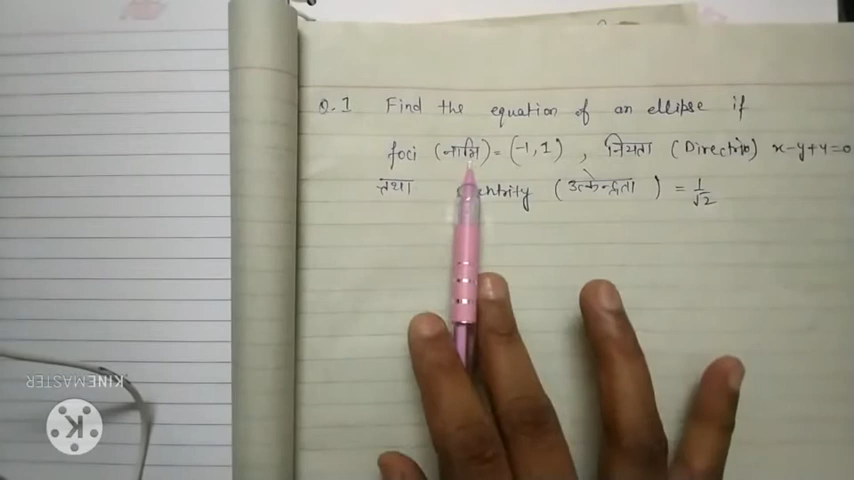 Q.1 Find the equation of an ellipse if
foci (नाभि) = (-1, 1) , नियता (Directrix) x-y+4=0
तथा (उत्केन्द्रता) = 1/√2
KINEMASTER